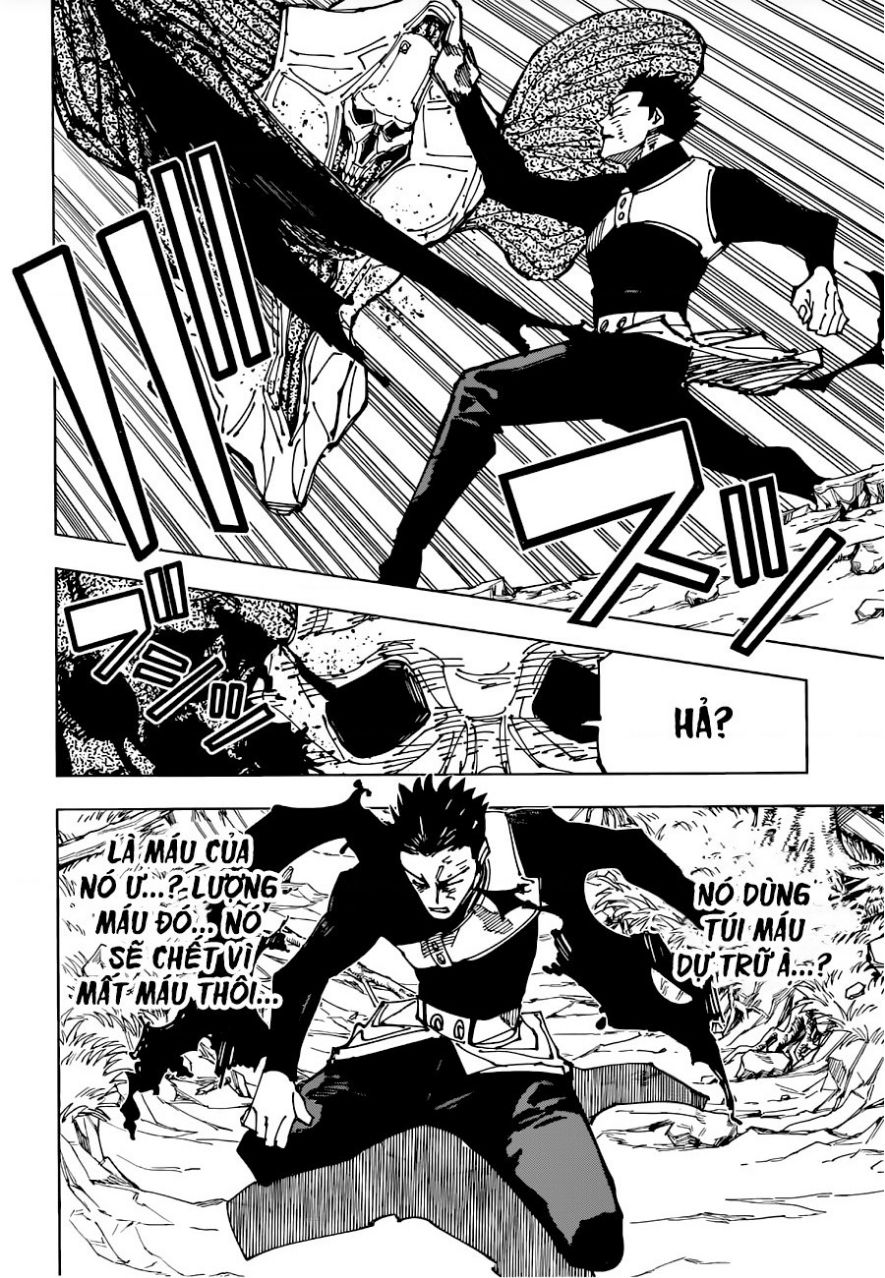 HẢ?
NÓ DÙNG
TÚI MÁU
DỰ TRỮ À...?
LÀ MÁU CỦA
NÓ Ư...? LƯỢNG
MÁU ĐÓ... NÓ
SẼ CHẾT VÌ
MẤT MÁU THÔI...